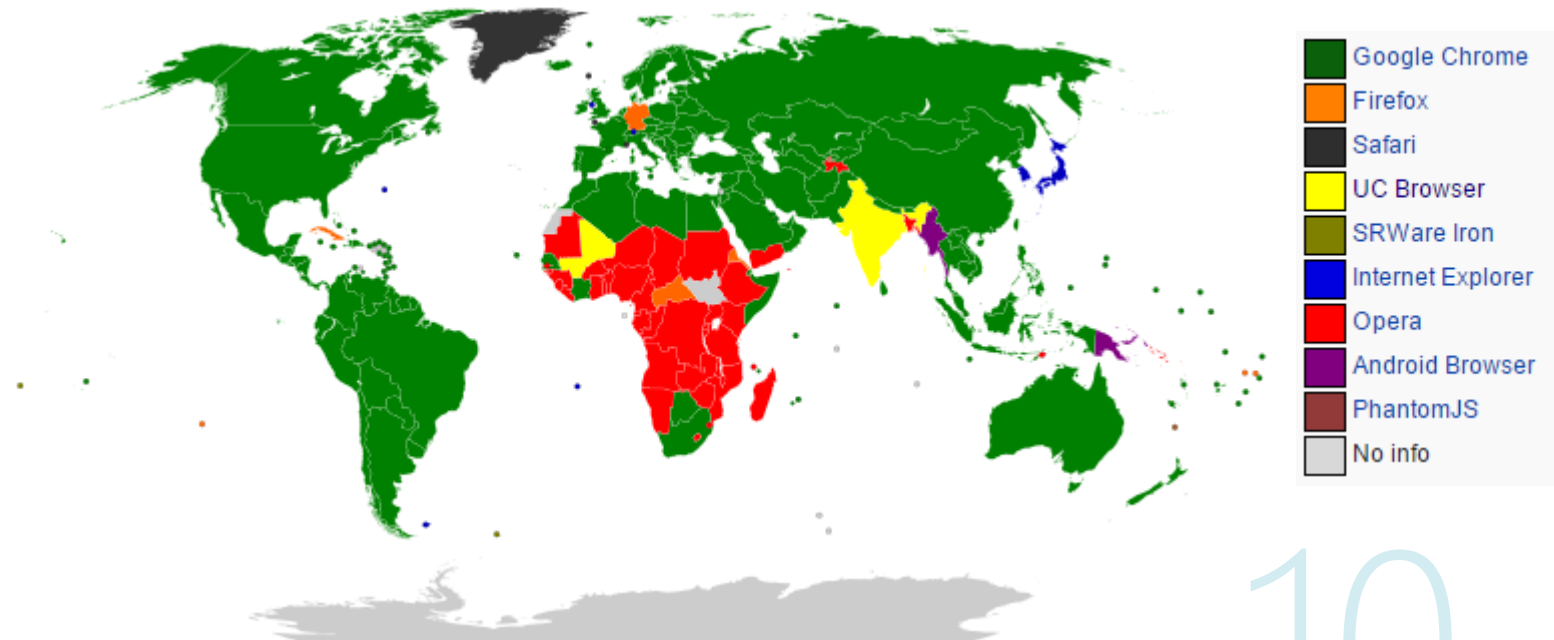 Google Chrome
Firefox
Safari
UC Browser
SRWare Iron
Internet Explorer
Opera
Android Browser
PhantomJS
No info
10